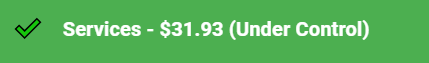 Services - $31.93 (Under Control)